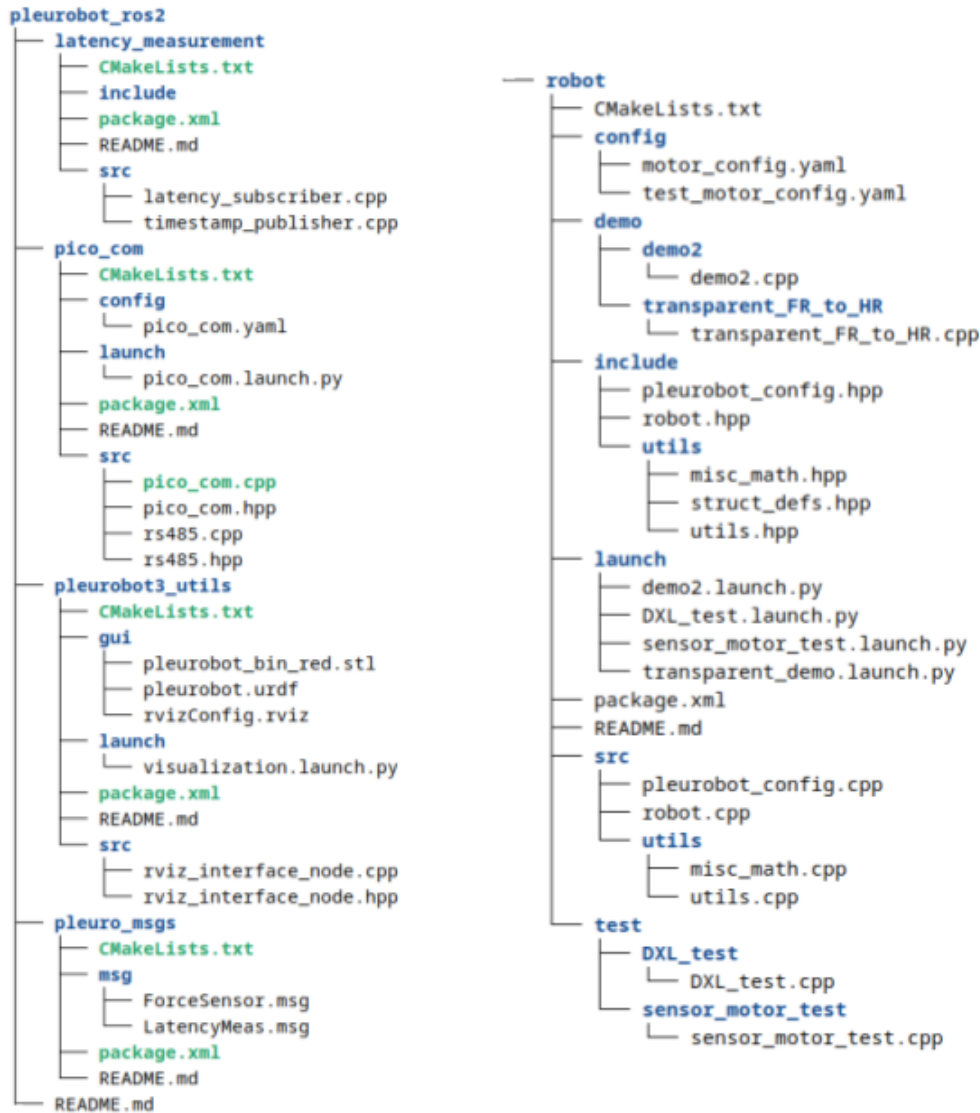 pleurobot_ros2
latency_measurement
CMakeLists.txt
include
package.xml
README.md
src
latency_subscriber.cpp
timestamp_publisher.cpp
pico_com
CMakeLists.txt
config
pico_com.yaml
launch
pico_com.launch.py
package.xml
README.md
src
pico_com.cpp
pico_com.hpp
rs485.cpp
rs485.hpp
pleurobot3_utils
CMakeLists.txt
gui
pleurobot_bin_red.stl
pleurobot.urdf
rvizConfig.rviz
launch
visualization.launch.py
package.xml
README.md
src
rviz_interface_node.cpp
rviz_interface_node.hpp
pleuro_msgs
CMakeLists.txt
msg
ForceSensor.msg
LatencyMeas.msg
package.xml
README.md
README.md
robot
CMakeLists.txt
config
motor_config.yaml
test_motor_config.yaml
demo
demo2
demo2.cpp
transparent_FR_to_HR
transparent_FR_to_HR.cpp
include
pleurobot_config.hpp
robot.hpp
utils
misc_math.hpp
struct_defs.hpp
utils.hpp
launch
demo2.launch.py
DXL_test.launch.py
sensor_motor_test.launch.py
transparent_demo.launch.py
package.xml
README.md
src
pleurobot_config.cpp
robot.cpp
utils
misc_math.cpp
utils.cpp
test
DXL_test
DXL_test.cpp
sensor_motor_test
sensor_motor_test.cpp